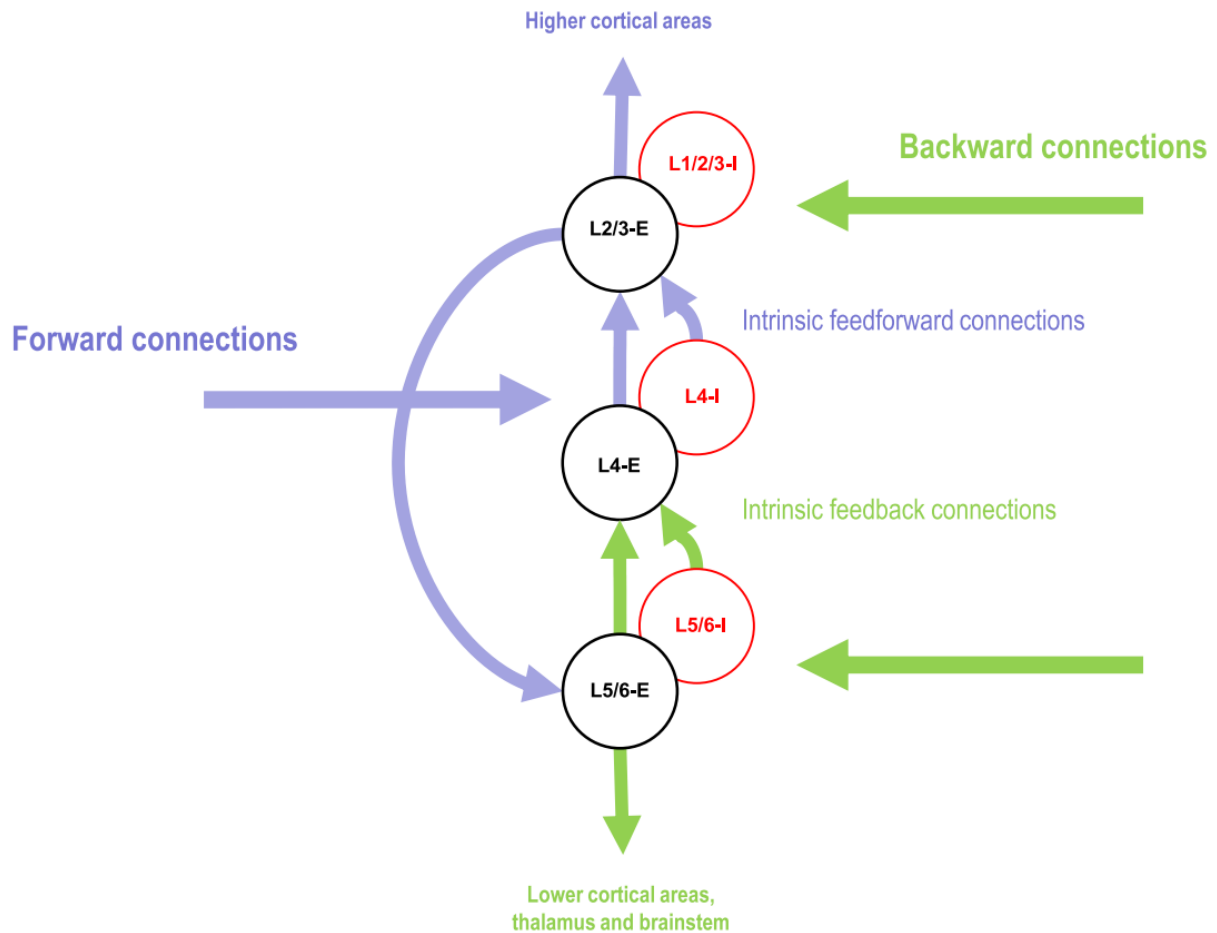 Higher cortical areas
L1/2/3-I
Backward connections
L2/3-E
Intrinsic feedforward connections
Forward connections
L4-I
L4-E
Intrinsic feedback connections
L5/6-I
L5/6-E
Lower cortical areas,
thalamus and brainstem